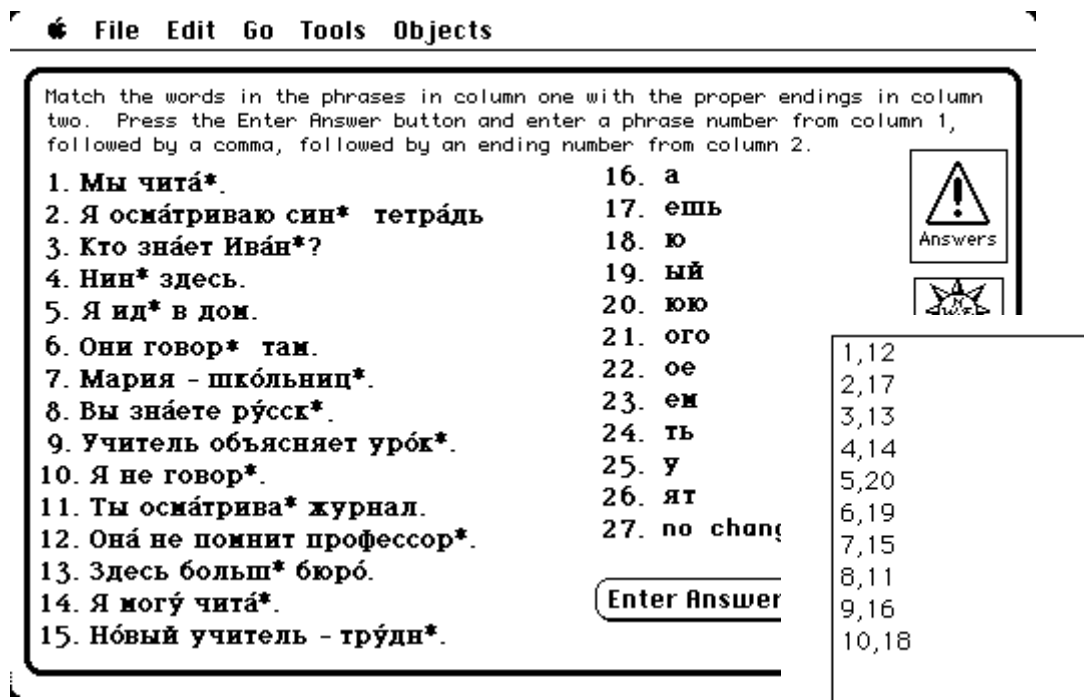 File Edit Go Tools Objects
Match the words in the phrases in column one with the proper endings in column
two. Press the Enter Answer button and enter a phrase number from column 1,
followed by a comma, followed by an ending number from column 2.
1. Мы чита́*.
2. Я осма́триваю син* тетра́дь
3. Кто зна́ет Ива́н*?
4. Нин* здесь.
5. Я ид* в дом.
6. Они говор* там.
7. Мария - шко́льниц*.
8. Вы зна́ете ру́сск*.
9. Учитель объясняет уро́к*.
10. Я не говор*.
11. Ты осма́трива* журнал.
12. Она́ не помнит профессор*.
13. Здесь больш* бюро́.
14. Я могу́ чита́*.
15. Но́вый учитель - тру́дн*.
16. а
17. ешь
18. ю
19. ый
20. юю
21. ого
22. ое
23. ем
24. ть
25. у
26. ят
27. no chang
Enter Answer
Answers
1,12
2,17
3,13
4,14
5,20
6,19
7,15
8,11
9,16
10,18